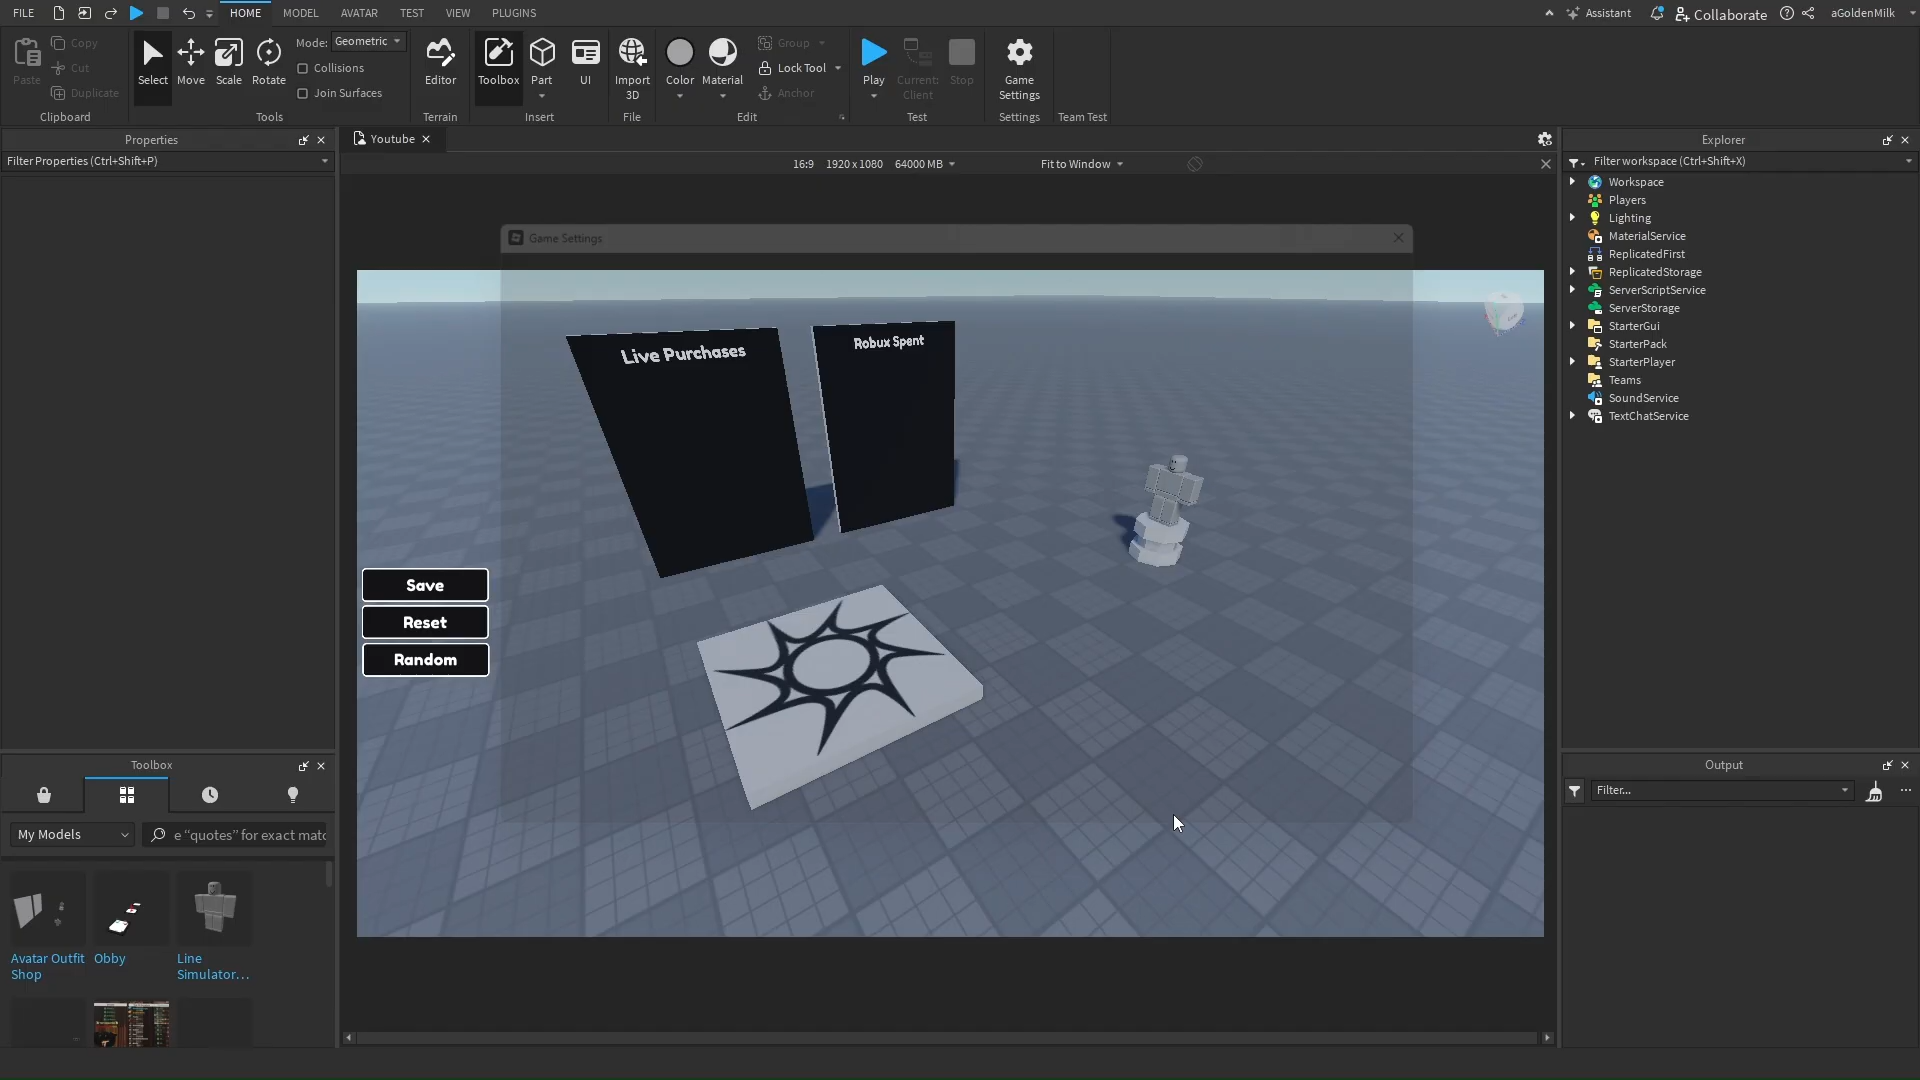 FILE
HOME
MODEL
AVATAR
TEST
VIEW
PLUGINS
Assistant
Collaborate
aGoldenMilk
Paste
Copy
Cut
Duplicate
Clipboard
Select
Move
Scale
Rotate
Mode: Geometric
Collisions
Join Surfaces
Tools
Editor
Terrain
Toolbox
Part
UI
Insert
Import
3D
File
Color
Material
Group
Lock Tool
Anchor
Edit
Play
Current:
Client
Stop
Test
Game
Settings
Settings
Team Test
Properties
Filter Properties (Ctrl+Shift+P)
Youtube
16:9 1920 x 1080 64000 MB
Fit to Window
Game Settings
Live Purchases
Robux Spent
Save
Reset
Random
Toolbox
My Models
e “quotes” for exact matc
Avatar Outfit
Shop
Obby
Line
Simulator...
Explorer
Filter workspace (Ctrl+Shift+X)
Workspace
Players
Lighting
MaterialService
ReplicatedFirst
ReplicatedStorage
ServerScriptService
ServerStorage
StarterGui
StarterPack
StarterPlayer
Teams
SoundService
TextChatService
Output
Filter...